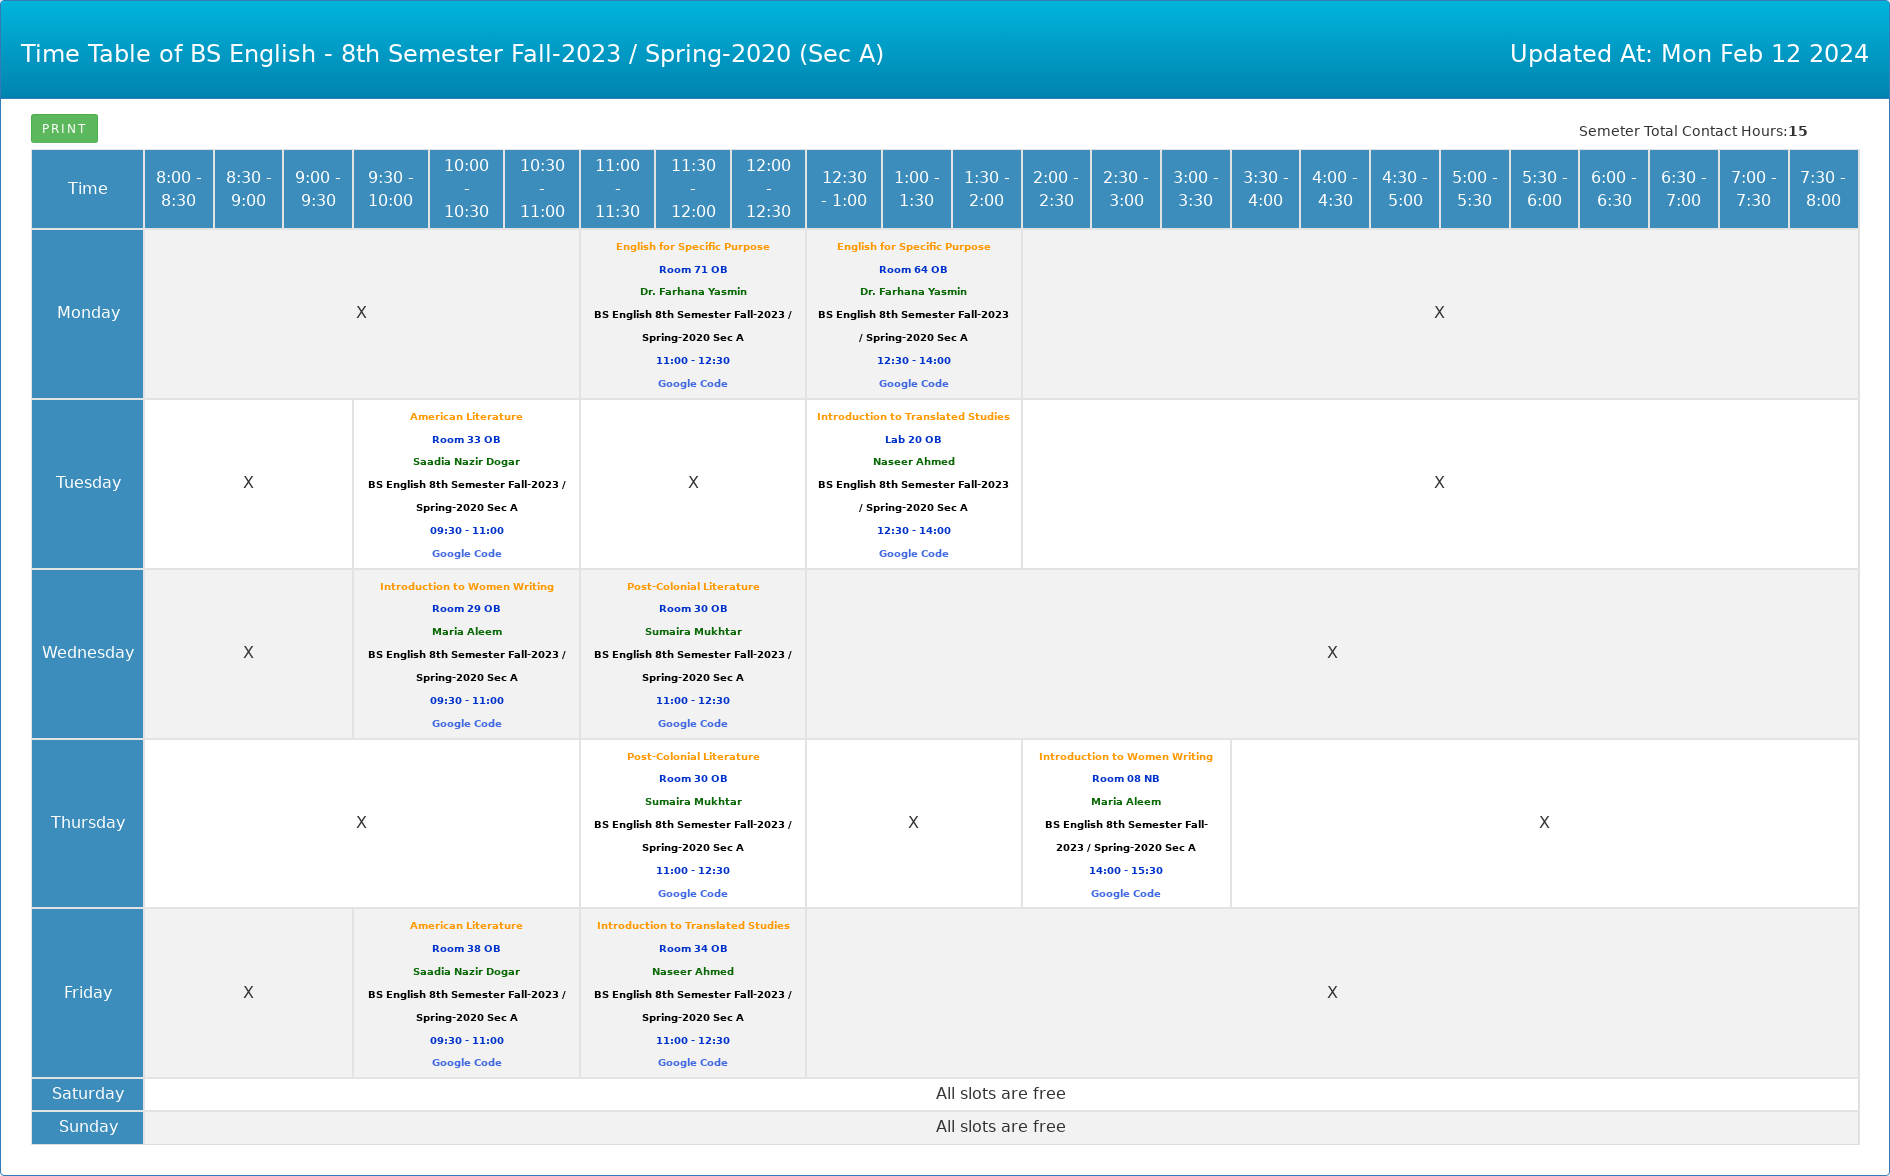 Time Table of BS English - 8th Semester Fall-2023 / Spring-2020 (Sec A)
Updated At: Mon Feb 12 2024
PRINT
Semeter Total Contact Hours:15
Time
8:00 -
8:30
8:30 -
9:00
9:00 -
9:30
9:30 -
10:00
10:00
-
10:30
10:30
-
11:00
11:00
-
11:30
11:30
-
12:00
12:00
-
12:30
12:30
- 1:00
1:00 -
1:30
1:30 -
2:00
2:00 -
2:30
2:30 -
3:00
3:00 -
3:30
3:30 -
4:00
4:00 -
4:30
4:30 -
5:00
5:00 -
5:30
5:30 -
6:00
6:00 -
6:30
6:30 -
7:00
7:00 -
7:30
7:30 -
8:00
Monday
X
English for Specific Purpose
Room 71 OB
Dr. Farhana Yasmin
BS English 8th Semester Fall-2023 /
Spring-2020 Sec A
11:00 - 12:30
Google Code
English for Specific Purpose
Room 64 OB
Dr. Farhana Yasmin
BS English 8th Semester Fall-2023
/ Spring-2020 Sec A
12:30 - 14:00
Google Code
X
Tuesday
X
American Literature
Room 33 OB
Saadia Nazir Dogar
BS English 8th Semester Fall-2023 /
Spring-2020 Sec A
09:30 - 11:00
Google Code
X
Introduction to Translated Studies
Lab 20 OB
Naseer Ahmed
BS English 8th Semester Fall-2023
/ Spring-2020 Sec A
12:30 - 14:00
Google Code
X
Wednesday
X
Introduction to Women Writing
Room 29 OB
Maria Aleem
BS English 8th Semester Fall-2023 /
Spring-2020 Sec A
09:30 - 11:00
Google Code
Post-Colonial Literature
Room 30 OB
Sumaira Mukhtar
BS English 8th Semester Fall-2023 /
Spring-2020 Sec A
11:00 - 12:30
Google Code
X
Thursday
X
Post-Colonial Literature
Room 30 OB
Sumaira Mukhtar
BS English 8th Semester Fall-2023 /
Spring-2020 Sec A
11:00 - 12:30
Google Code
X
Introduction to Women Writing
Room 08 NB
Maria Aleem
BS English 8th Semester Fall-
2023 / Spring-2020 Sec A
14:00 - 15:30
Google Code
X
Friday
X
American Literature
Room 38 OB
Saadia Nazir Dogar
BS English 8th Semester Fall-2023 /
Spring-2020 Sec A
09:30 - 11:00
Google Code
Introduction to Translated Studies
Room 34 OB
Naseer Ahmed
BS English 8th Semester Fall-2023 /
Spring-2020 Sec A
11:00 - 12:30
Google Code
X
Saturday
All slots are free
Sunday
All slots are free